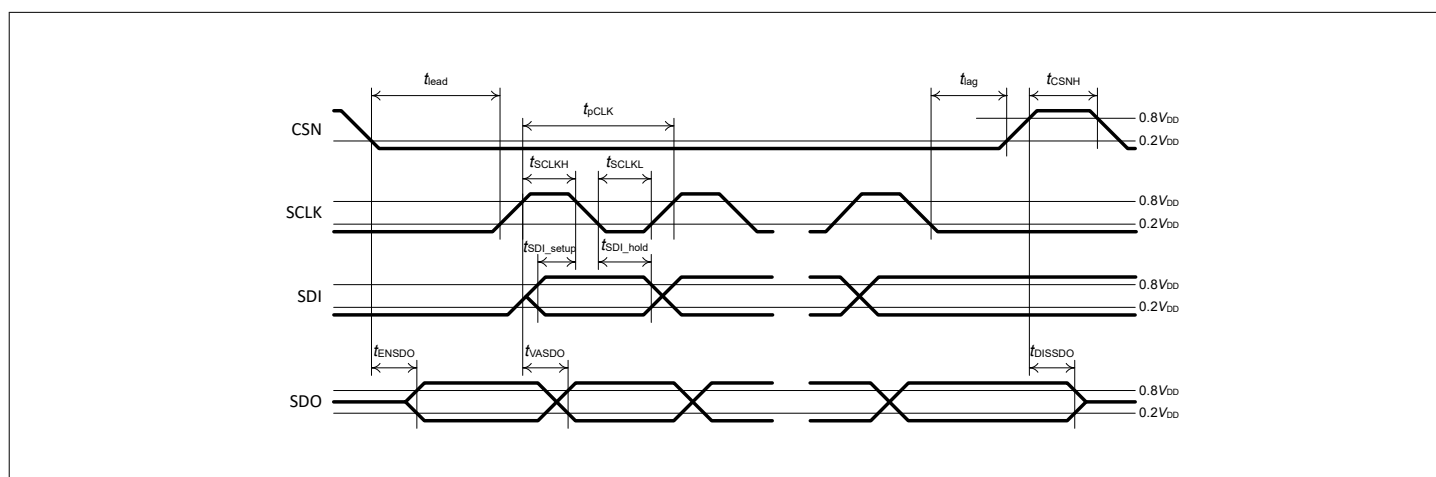 tlead
tlag
tCSNH
tpCLK
CSN
0.8VDD
0.2VDD
tSCLKH
tSCLKL
SCLK
0.8VDD
0.2VDD
tSDI_setup
tSDI_hold
SDI
0.8VDD
0.2VDD
tENSDO
tVASDO
tDISSDO
SDO
0.8VDD
0.2VDD